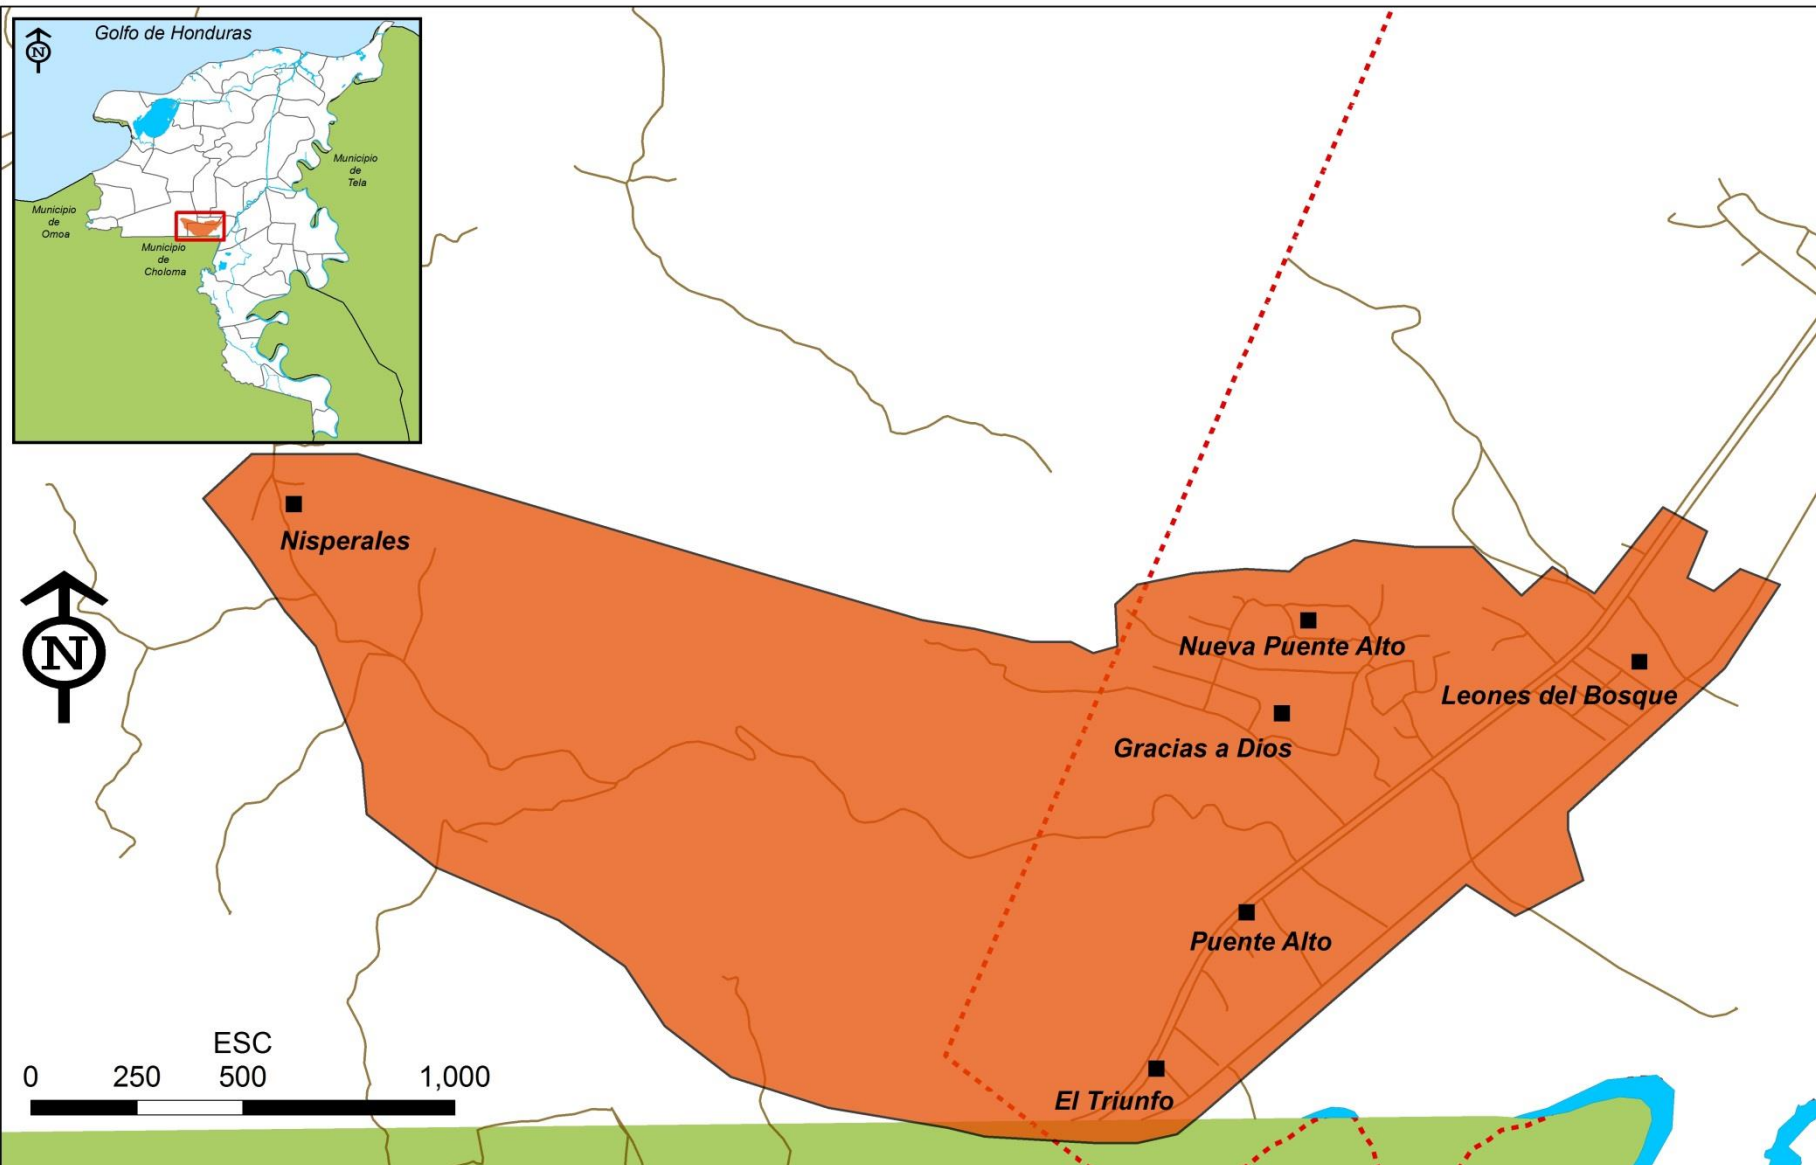 Golfo de Honduras
N
Municipio
de
Tela
Municipio
de
Omoa
Municipio
de
Choloma
Nisperales
N
Nueva Puente Alto
Leones del Bosque
Gracias a Dios
Puente Alto
El Triunfo
ESC
0 250 500 1,000